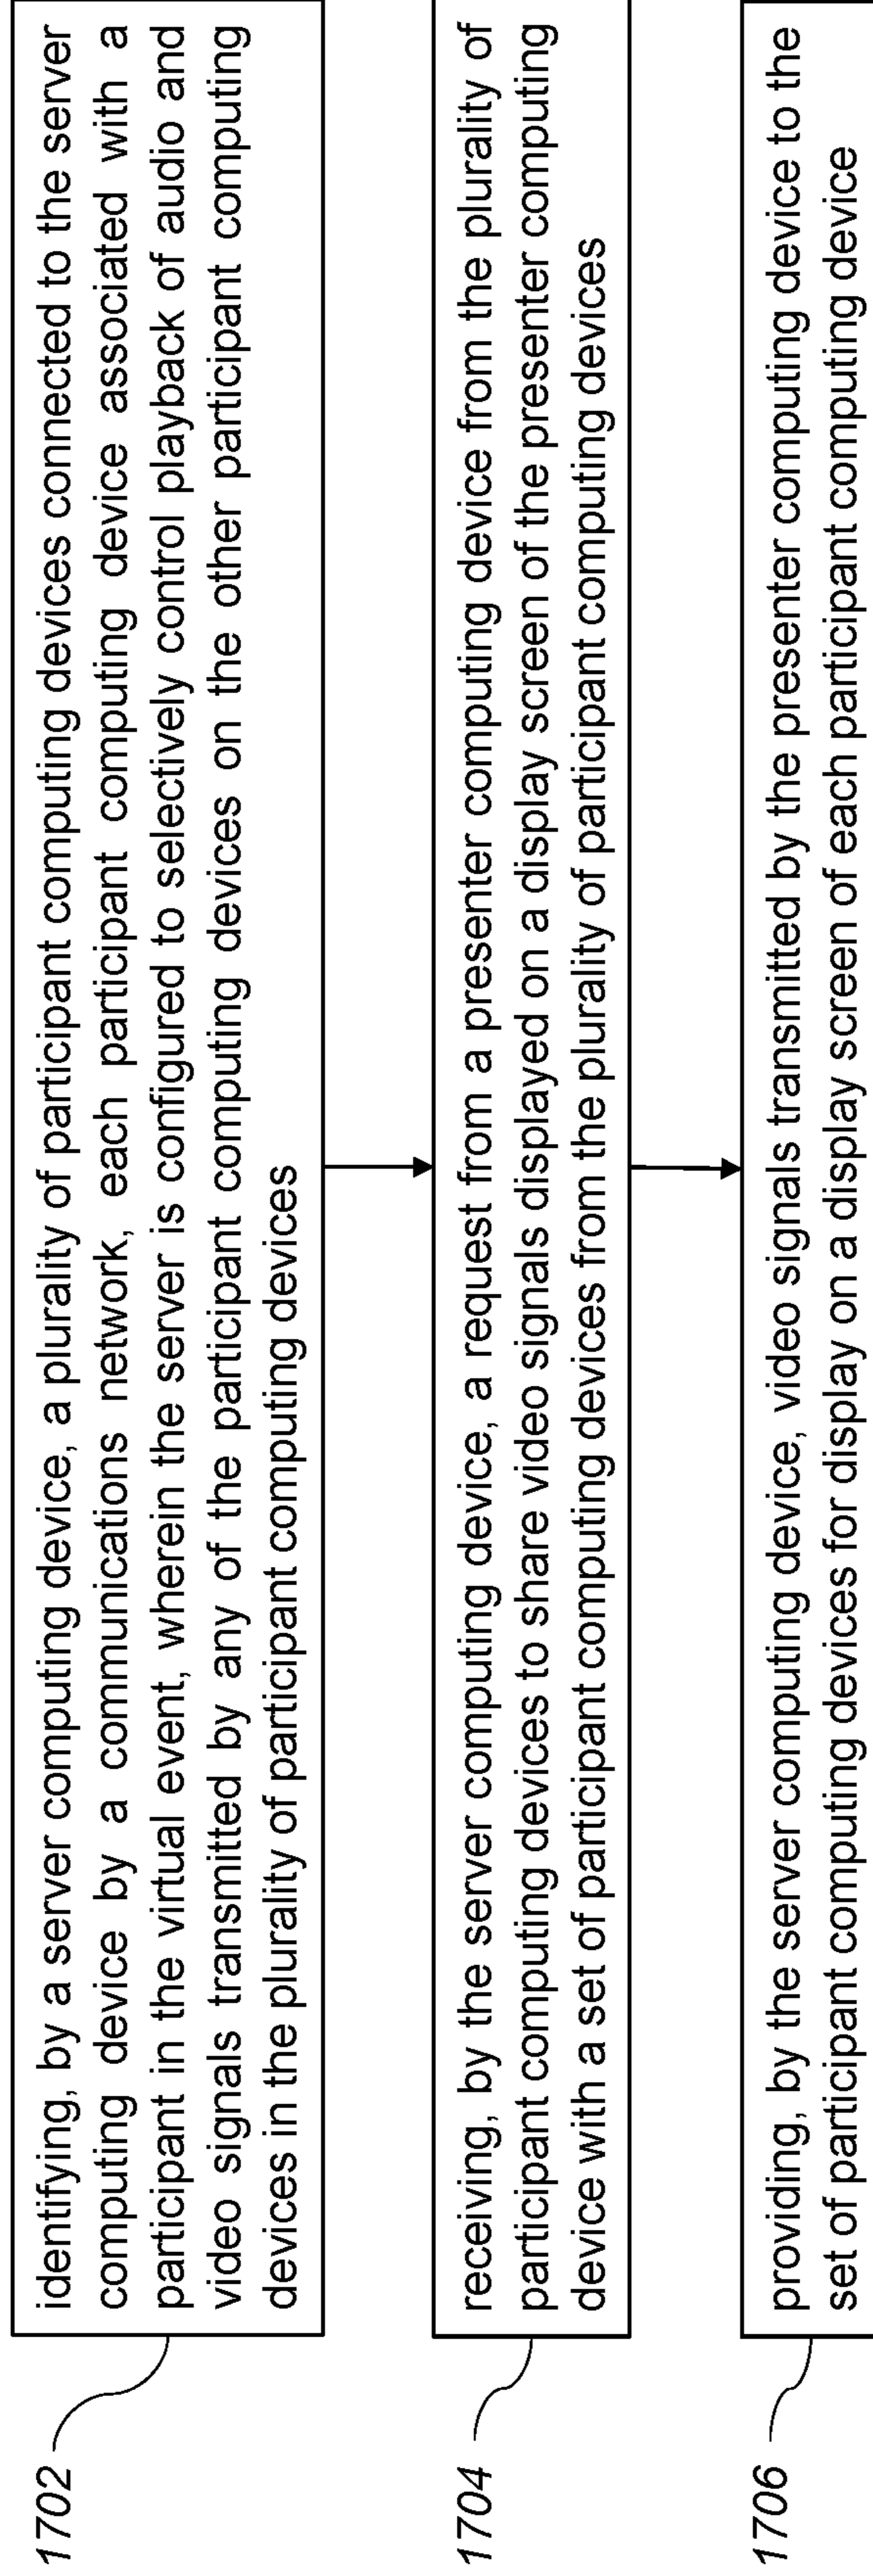 identifying, by a server computing device, a plurality of participant computing devices connected to the server
computing device by a communications network, each participant computing device associated with a
participant in the virtual event, wherein the server is configured to selectively control playback of audio and
video signals transmitted by any of the participant computing devices on the other participant computing
devices in the plurality of participant computing devices
1702
receiving, by the server computing device, a request from a presenter computing device from the plurality of
participant computing devices to share video signals displayed on a display screen of the presenter computing
device with a set of participant computing devices from the plurality of participant computing devices
1704
providing, by the server computing device, video signals transmitted by the presenter computing device to the
set of participant computing devices for display on a display screen of each participant computing device
1706